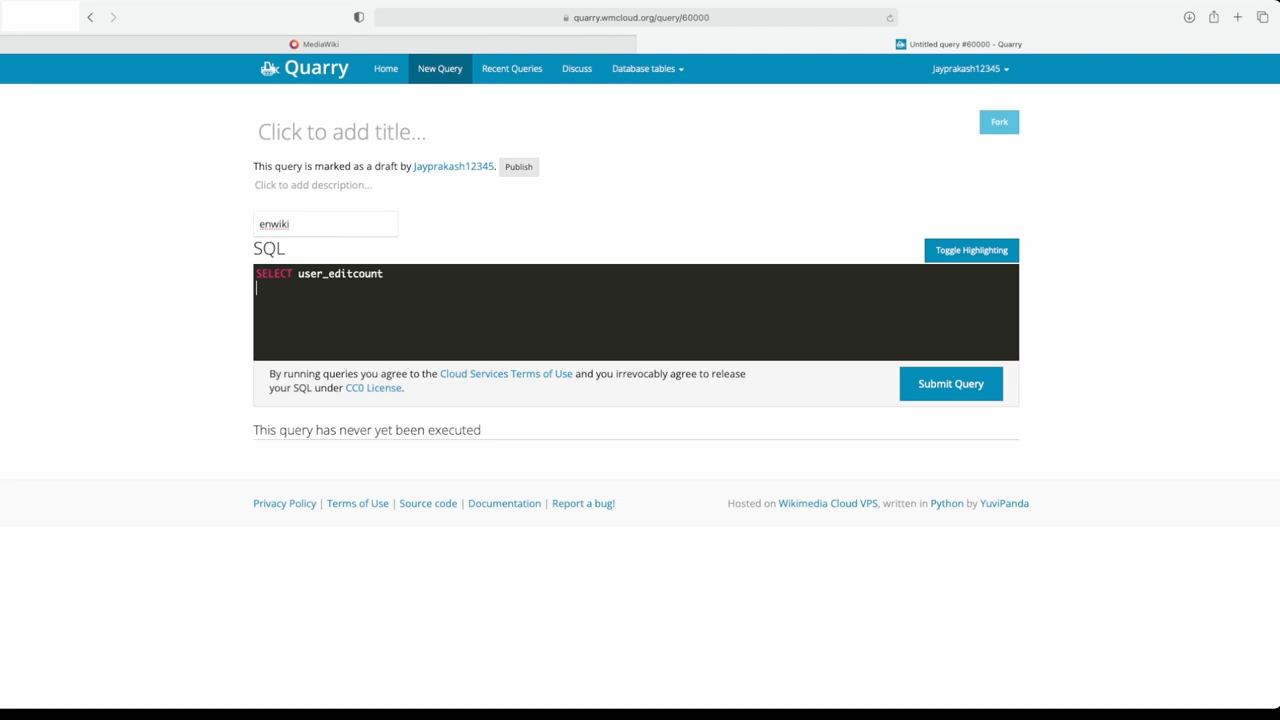 quarry.wmcloud.org/query/60000
MediaWiki
Untitled query #60000 - Quarry
Quarry Home New Query Recent Queries Discuss Database tables Jayprakash12345
Click to add title...
Fork
This query is marked as a draft by Jayprakash12345. Publish
Click to add description...
enwiki
SQL
Toggle Highlighting
SELECT user_editcount
By running queries you agree to the Cloud Services Terms of Use and you irrevocably agree to release
your SQL under CC0 License.
Submit Query
This query has never yet been executed
Privacy Policy | Terms of Use | Source code | Documentation | Report a bug!
Hosted on Wikimedia Cloud VPS, written in Python by YuviPanda